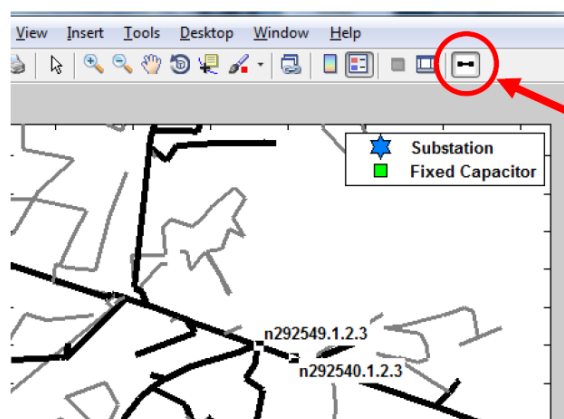 View Insert Tools Desktop Window Help
Substation
Fixed Capacitor
n292549.1.2.3
n292540.1.2.3